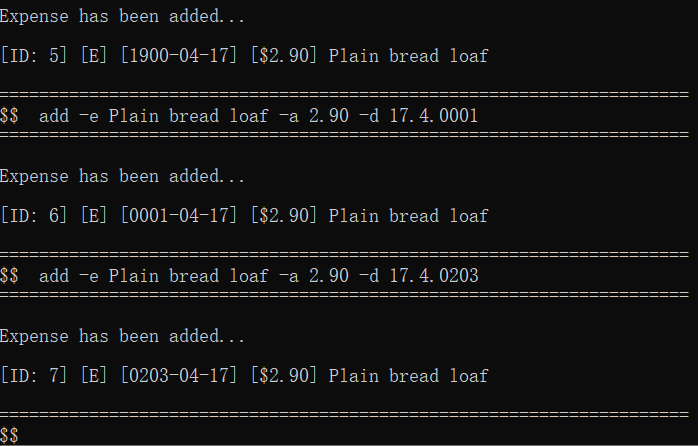 Expense has been added...
[ID: 5] [E] [1900-04-17] [$2.90] Plain bread loaf
=====================================================================
$$  add -e Plain bread loaf -a 2.90 -d 17.4.0001
=====================================================================
Expense has been added...
[ID: 6] [E] [0001-04-17] [$2.90] Plain bread loaf
=====================================================================
$$  add -e Plain bread loaf -a 2.90 -d 17.4.0203
=====================================================================
Expense has been added...
[ID: 7] [E] [0203-04-17] [$2.90] Plain bread loaf
=====================================================================
$$